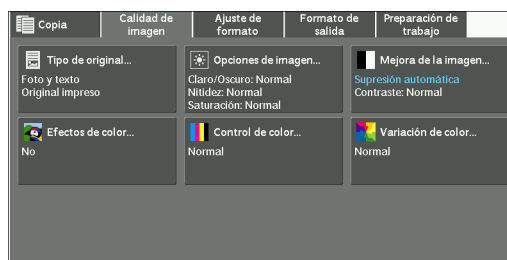 Copia
Calidad de
imagen
Ajuste de
formato
Formato de
salida
Preparación de
trabajo
Tipo de original...
Foto y texto
Original impreso
Opciones de imagen...
Claro/Oscuro: Normal
Nitidez: Normal
Saturación: Normal
Mejora de la imagen...
Supresión automática
Contraste: Normal
Efectos de color...
No
Control de color...
Normal
Variación de color...
Normal